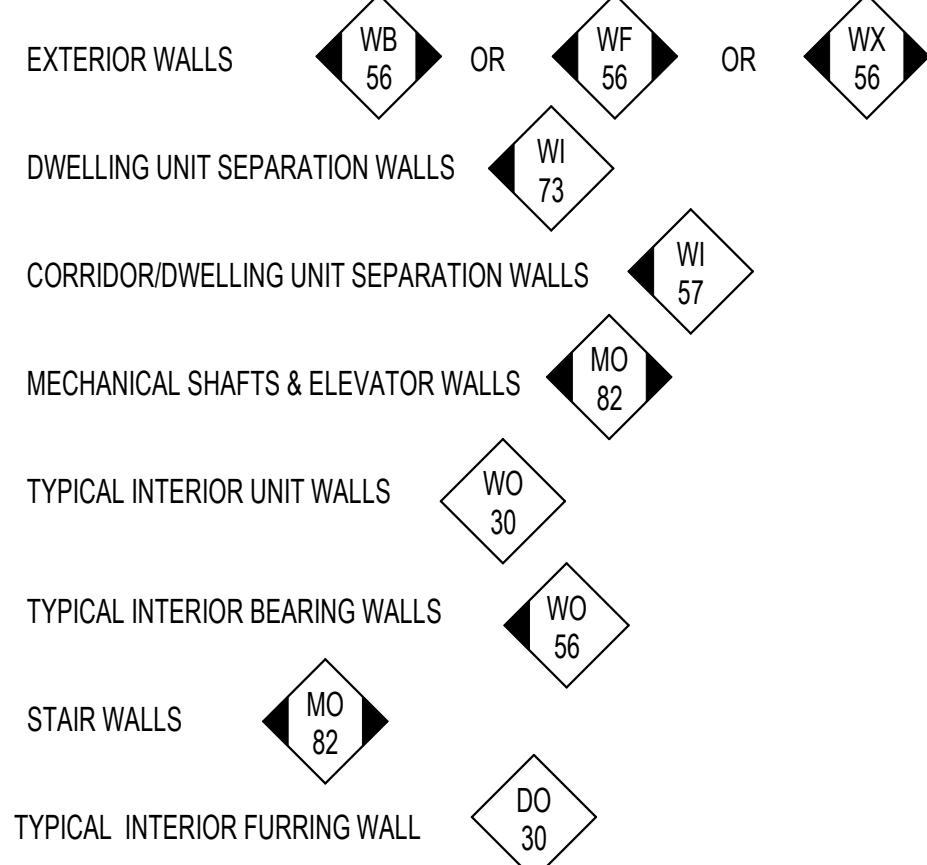 EXTERIOR WALLS WB 56 OR WF 56 OR WX 56
DWELLING UNIT SEPARATION WALLS WI 73
CORRIDOR/DWELLING UNIT SEPARATION WALLS WI 57
MECHANICAL SHAFTS & ELEVATOR WALLS MO 82
TYPICAL INTERIOR UNIT WALLS WO 30
TYPICAL INTERIOR BEARING WALLS WO 56
STAIR WALLS MO 82
TYPICAL INTERIOR FURRING WALL DO 30